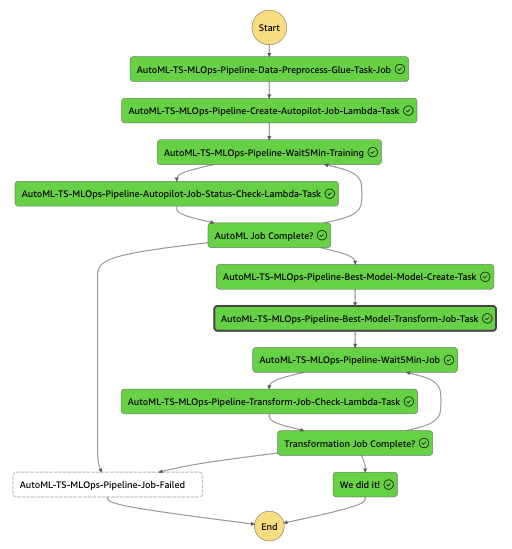 Start
AutoML-TS-MLOps-Pipeline-Data-Preprocess-Glue-Task-Job
AutoML-TS-MLOps-Pipeline-Create-Autopilot-Job-Lambda-Task
AutoML-TS-MLOps-Pipeline-Wait5Min-Training
AutoML-TS-MLOps-Pipeline-Autopilot-Job-Status-Check-Lambda-Task
AutoML Job Complete?
AutoML-TS-MLOps-Pipeline-Best-Model-Model-Create-Task
AutoML-TS-MLOps-Pipeline-Best-Model-Transform-Job-Task
AutoML-TS-MLOps-Pipeline-Wait5Min-Job
AutoML-TS-MLOps-Pipeline-Transform-Job-Check-Lambda-Task
Transformation Job Complete?
AutoML-TS-MLOps-Pipeline-Job-Failed
We did it!
End